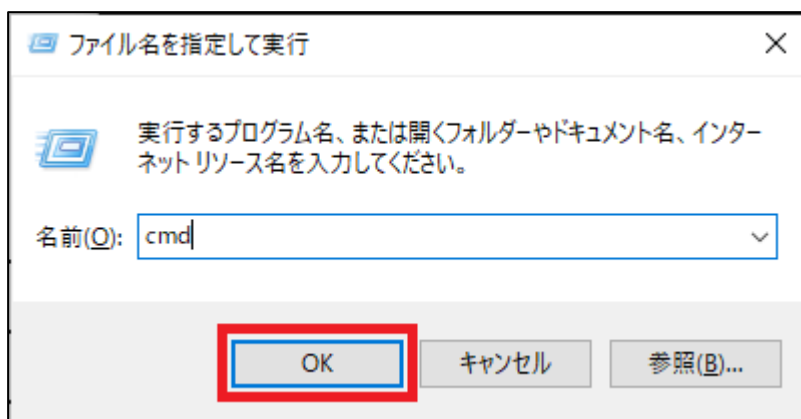 ファイル名を指定して実行
実行するプログラム名、または開くフォルダーやドキュメント名、インター
ネット リソース名を入力してください。
名前(O): cmd
OK キャンセル 参照(B)...